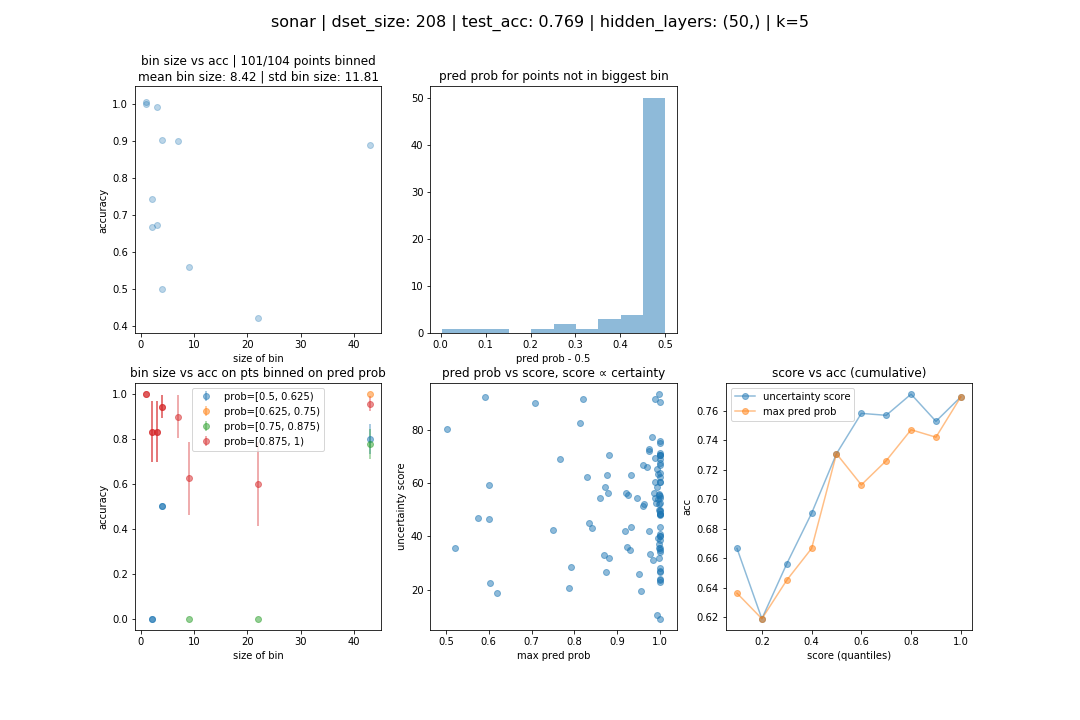 sonar | dset_size: 208 | test_acc: 0.769 | hidden_layers: (50,) | k=5
bin size vs acc | 101/104 points binned
mean bin size: 8.42 | std bin size: 11.81
accuracy
1.0
0.9
0.8
0.7
0.6
0.5
0.4
0 10 20 30 40
size of bin
pred prob for points not in biggest bin
50
40
30
20
10
0
0.0 0.1 0.2 0.3 0.4 0.5
pred prob - 0.5
bin size vs acc on pts binned on pred prob
accuracy
1.0
0.8
0.6
0.4
0.2
0.0
prob=[0.5, 0.625)
prob=[0.625, 0.75)
prob=[0.75, 0.875)
prob=[0.875, 1)
0 10 20 30 40
size of bin
pred prob vs score, score ∝ certainty
uncertainty score
80
60
40
20
0.5 0.6 0.7 0.8 0.9 1.0
max pred prob
score vs acc (cumulative)
acc
0.76
0.74
0.72
0.70
0.68
0.66
0.64
0.62
uncertainty score
max pred prob
0.2 0.4 0.6 0.8 1.0
score (quantiles)